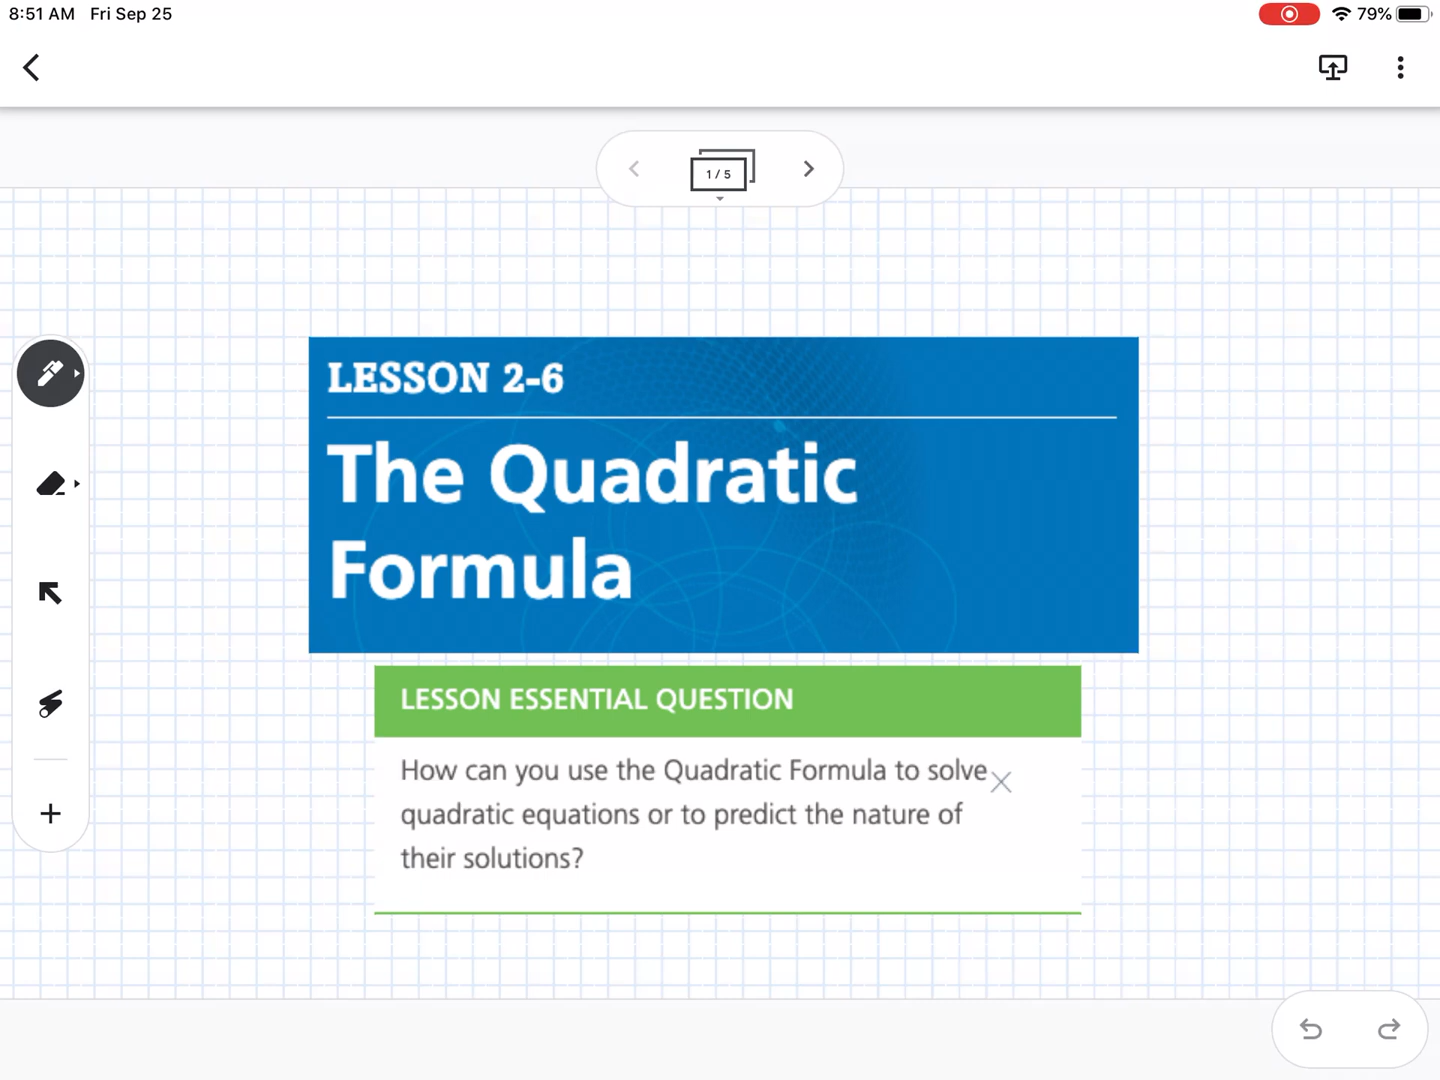 8:51 AM Fri Sep 25 79%
1 / 5
LESSON 2-6
The Quadratic
Formula
LESSON ESSENTIAL QUESTION
How can you use the Quadratic Formula to solve
quadratic equations or to predict the nature of
their solutions?